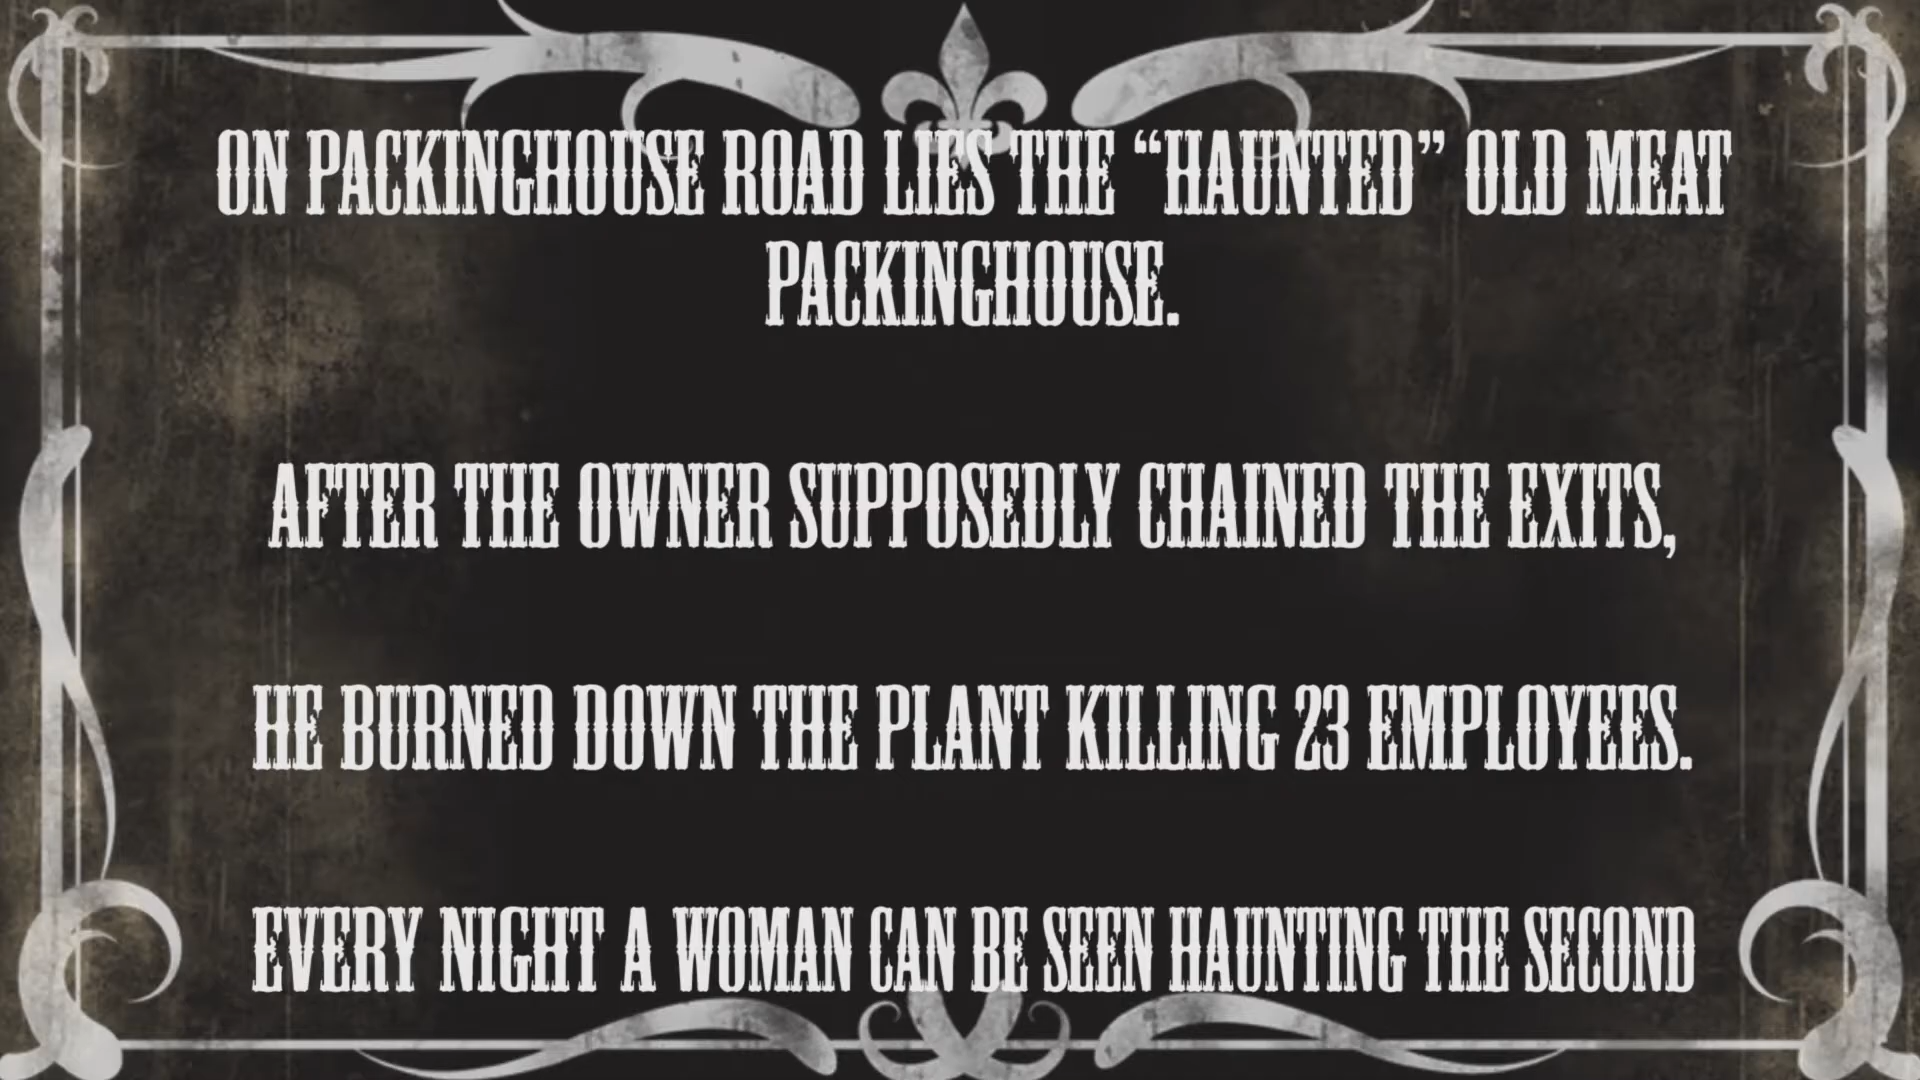 ON PACKINGHOUSE ROAD LIES THE “HAUNTED” OLD MEAT
PACKINGHOUSE.
AFTER THE OWNER SUPPOSEDLY CHAINED THE EXITS,
HE BURNED DOWN THE PLANT KILLING 23 EMPLOYEES.
EVERY NIGHT A WOMAN CAN BE SEEN HAUNTING THE SECOND